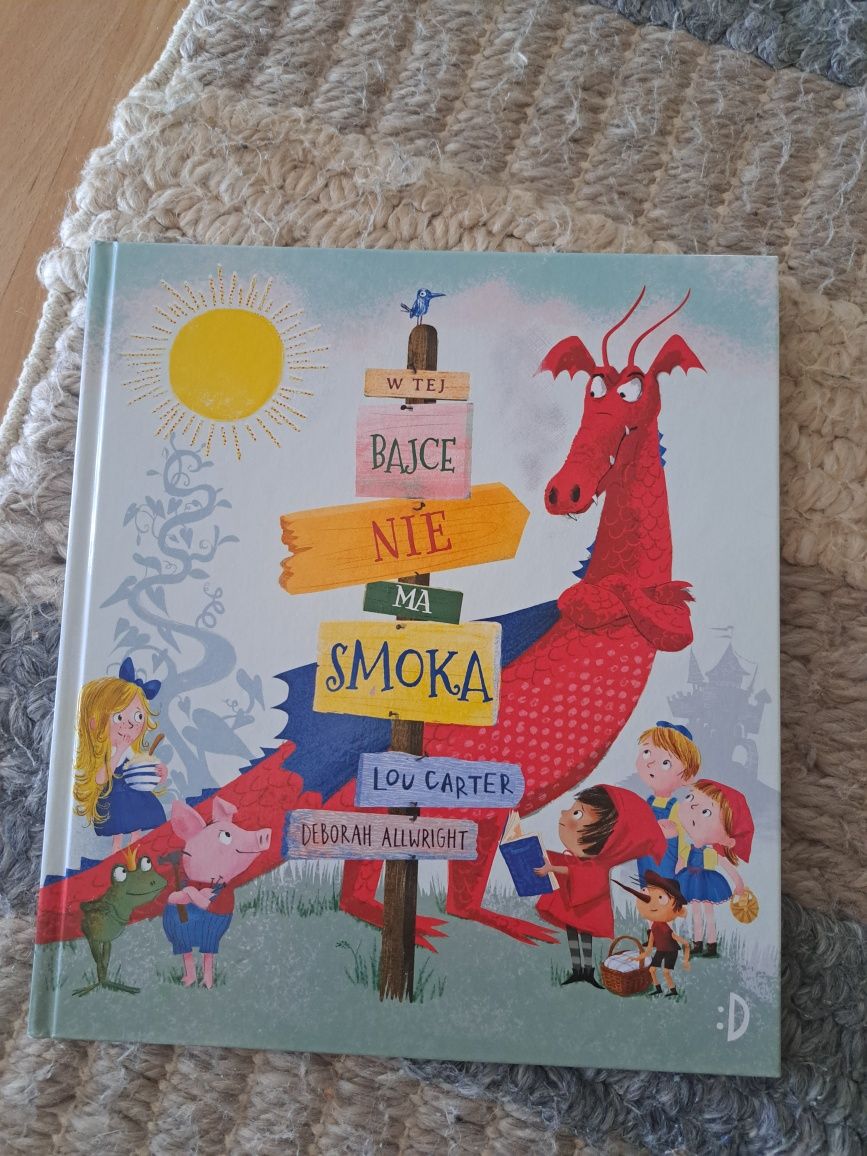 W TEJ
BAJCE
NIE
MA
SMOKA
LOU CARTER
DEBORAH ALLWRIGHT
:D